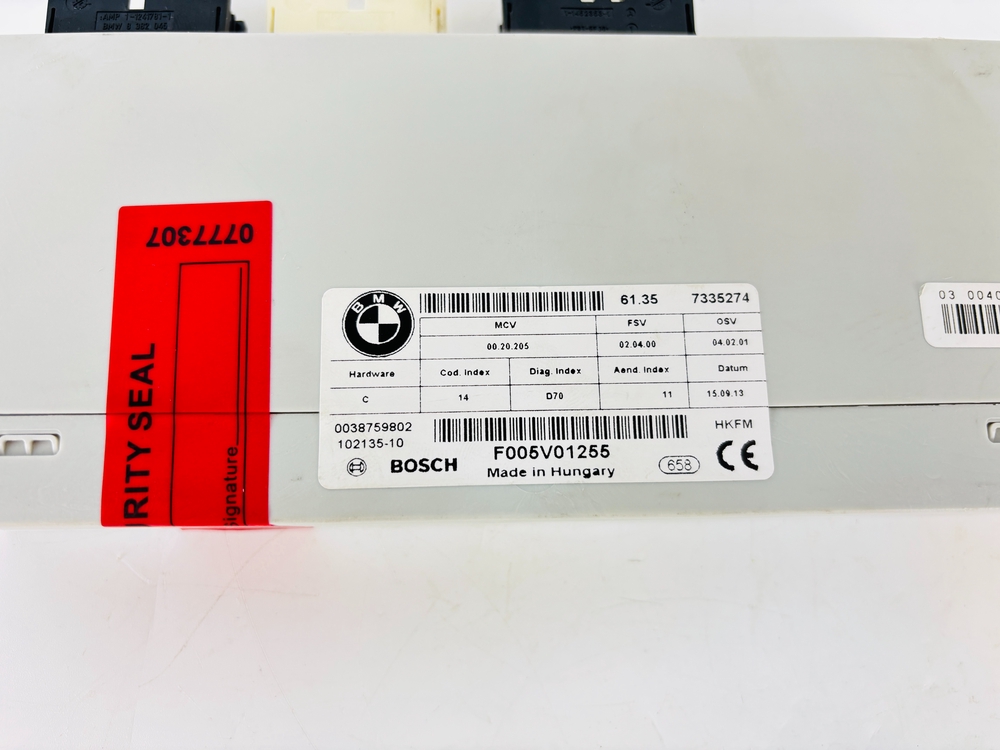 BMW
61.35 7335274
MCV FSV OSV
00.20.205 02.04.00 04.02.01
Hardware Cod. Index Diag. Index Aend. Index Datum
C 14 D70 11 15.09.13
0038759802
102135-10
HKFM
BOSCH
F005V01255
Made in Hungary
658
CE
0777307
RITY SEAL
signature
03 004